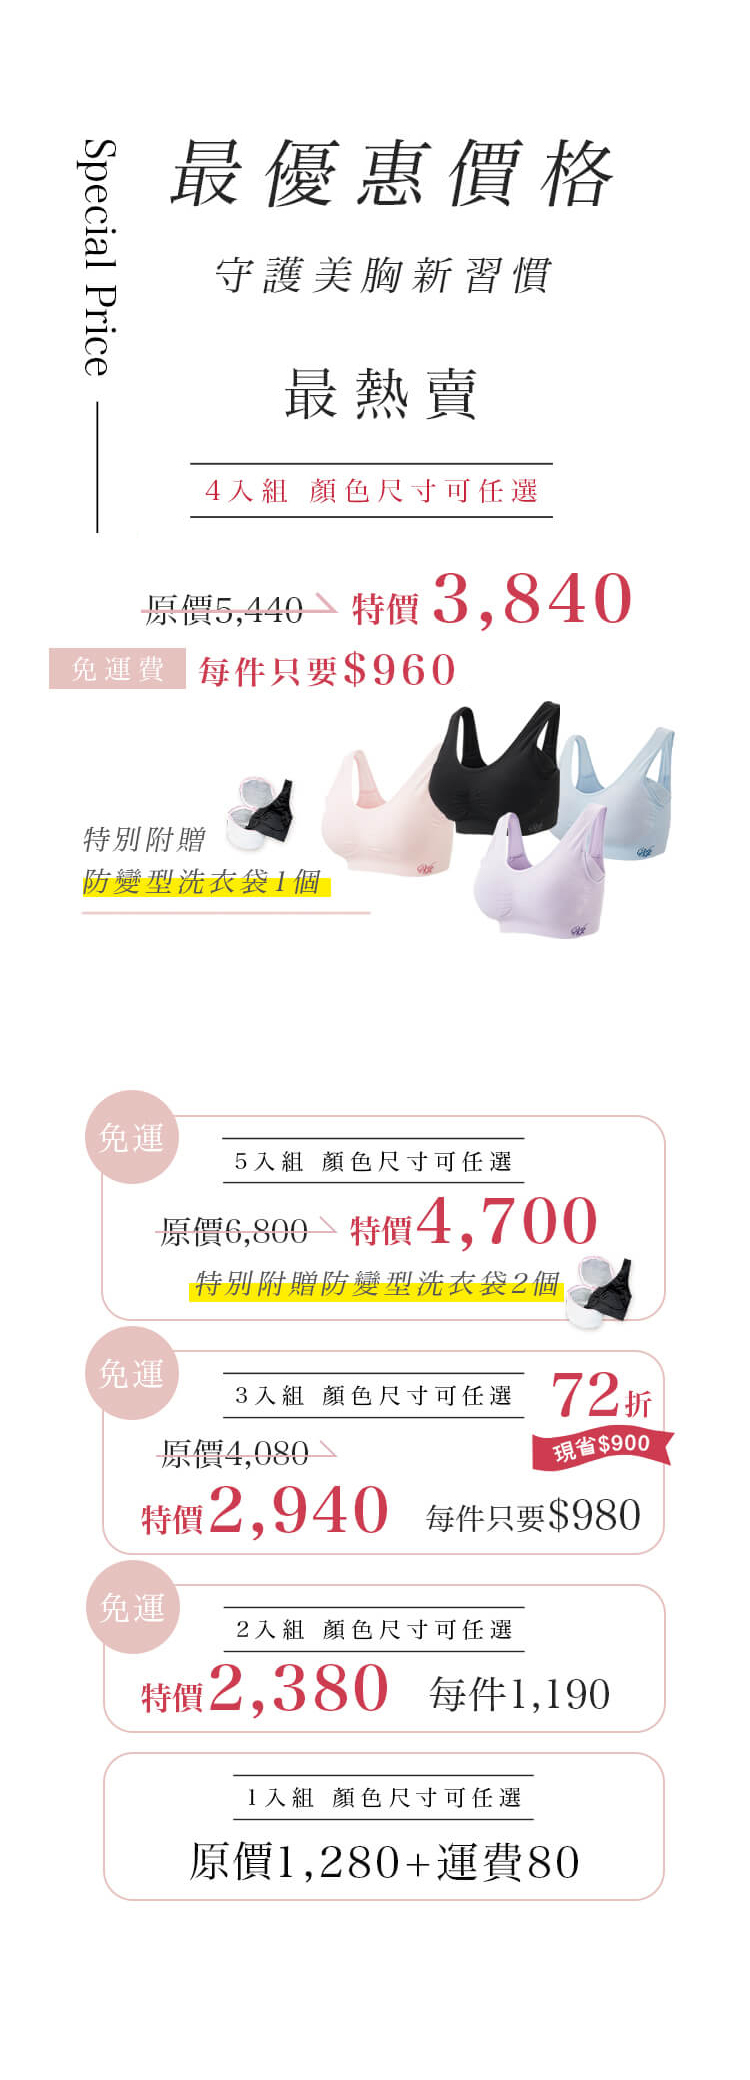 Special Price
最優惠價格
守護美胸新習慣
最熱賣
4入組 顏色尺寸可任選
原價5,440 特價3,840
免運費 每件只要$960
特別附贈
防變型洗衣袋1個
免運
5入組 顏色尺寸可任選
原價6,800 特價4,700
特別附贈防變型洗衣袋2個
免運
3入組 顏色尺寸可任選
72折
現省$900
原價4,080
特價2,940 每件只要$980
免運
2入組 顏色尺寸可任選
特價2,380 每件1,190
1入組 顏色尺寸可任選
原價1,280+運費80